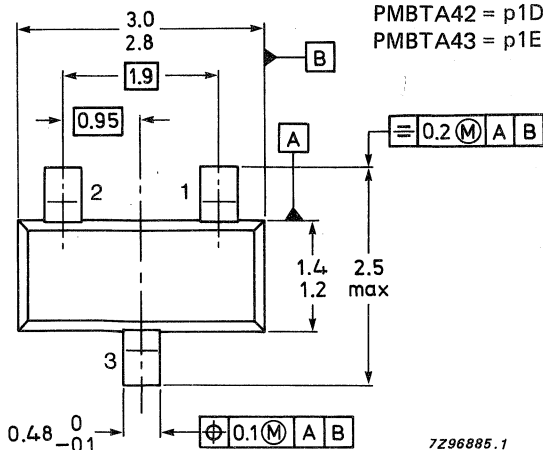 3.0
2.8
PMBTA42 = p1D
PMBTA43 = p1E
B
1.9
0.95
A
⌯ 0.2 Ⓜ A B
2
1
1.4
1.2
2.5
max
3
0.48 0
-0.1
⌖ 0.1 Ⓜ A B
7Z96885.1